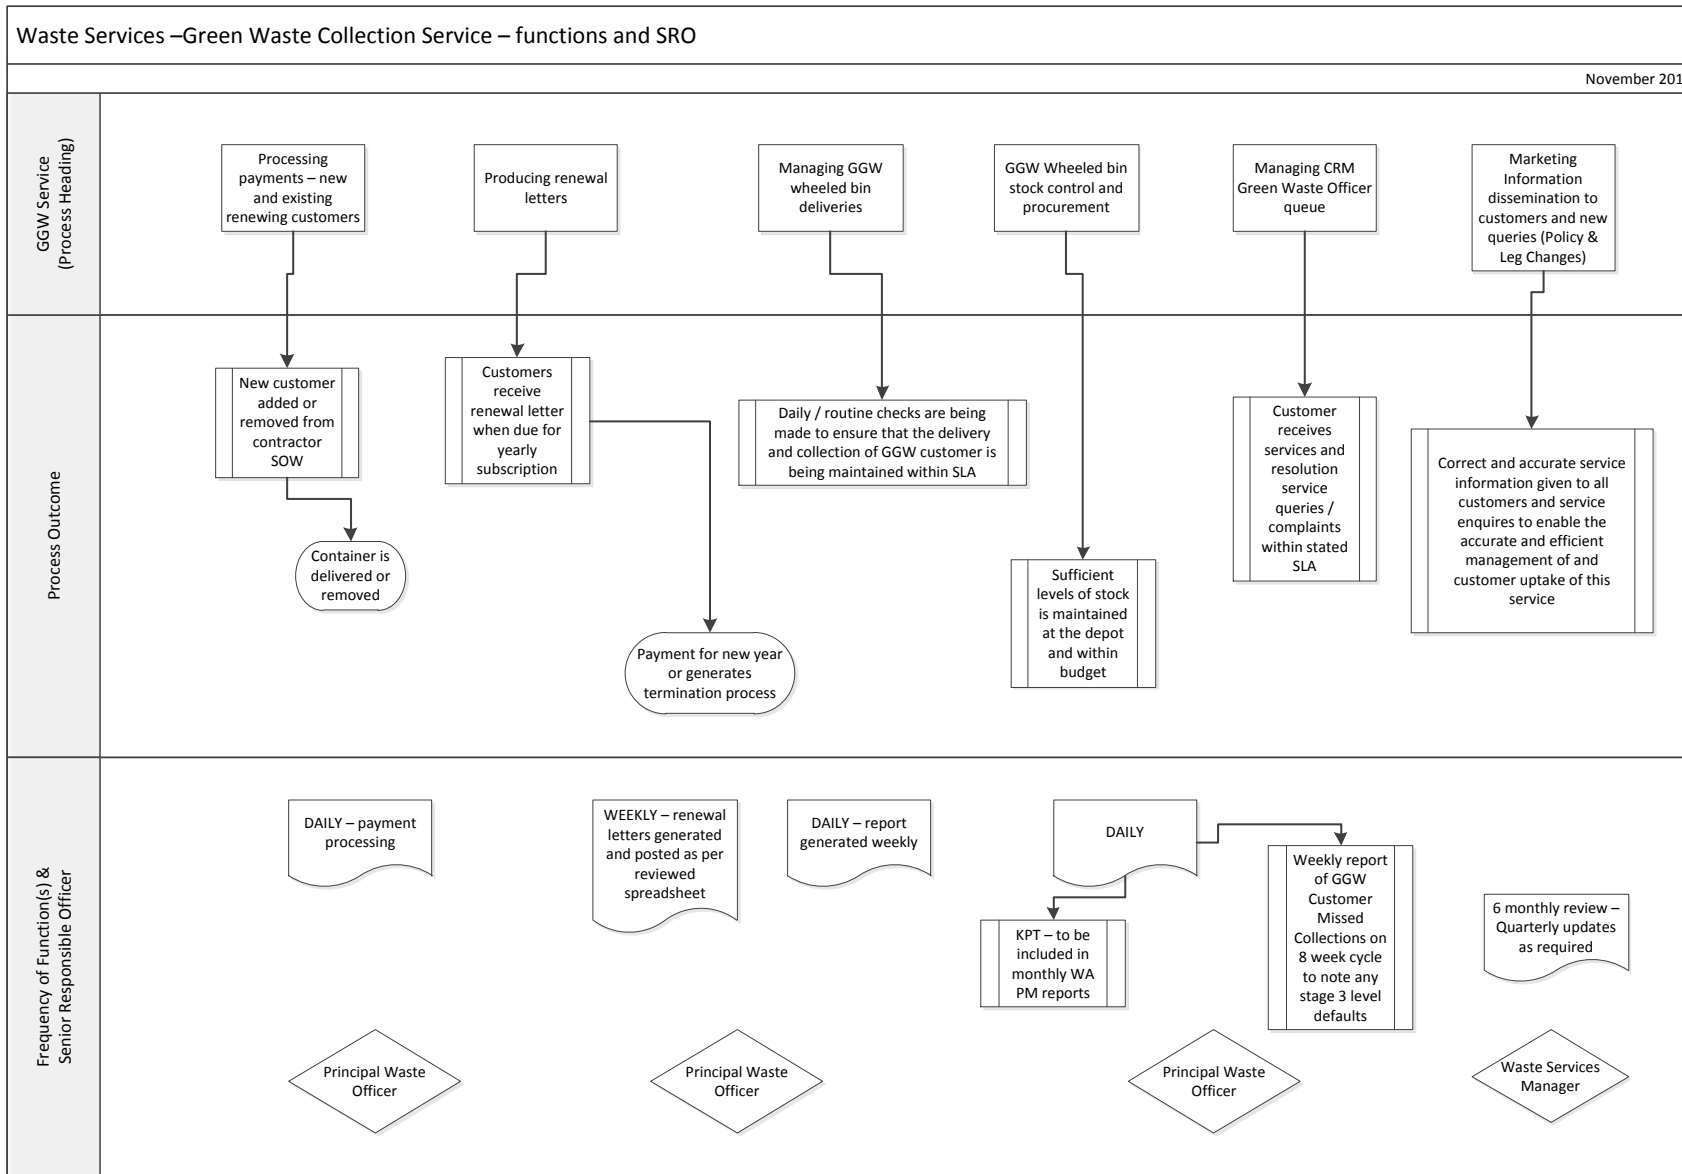 Waste Services –Green Waste Collection Service – functions and SRO
November 201
GGW Service
(Process Heading)
Processing
payments – new
and existing
renewing customers
Producing renewal
letters
Managing GGW
wheeled bin
deliveries
GGW Wheeled bin
stock control and
procurement
Managing CRM
Green Waste Officer
queue
Marketing
Information
dissemination to
customers and new
queries (Policy &
Leg Changes)
Process Outcome
New customer
added or
removed from
contractor
SOW
Container is
delivered or
removed
Customers
receive
renewal letter
when due for
yearly
subscription
Payment for new year
or generates
termination process
Daily / routine checks are being
made to ensure that the delivery
and collection of GGW customer is
being maintained within SLA
Sufficient
levels of stock
is maintained
at the depot
and within
budget
Customer
receives
services and
resolution
service
queries /
complaints
within stated
SLA
Correct and accurate service
information given to all
customers and service
enquires to enable the
accurate and efficient
management of and
customer uptake of this
service
Frequency of Function(s) &
Senior Responsible Officer
DAILY – payment
processing
WEEKLY – renewal
letters generated
and posted as per
reviewed
spreadsheet
DAILY – report
generated weekly
DAILY
KPT – to be
included in
monthly WA
PM reports
Weekly report
of GGW
Customer
Missed
Collections on
8 week cycle
to note any
stage 3 level
defaults
6 monthly review –
Quarterly updates
as required
Principal Waste
Officer
Principal Waste
Officer
Principal Waste
Officer
Waste Services
Manager